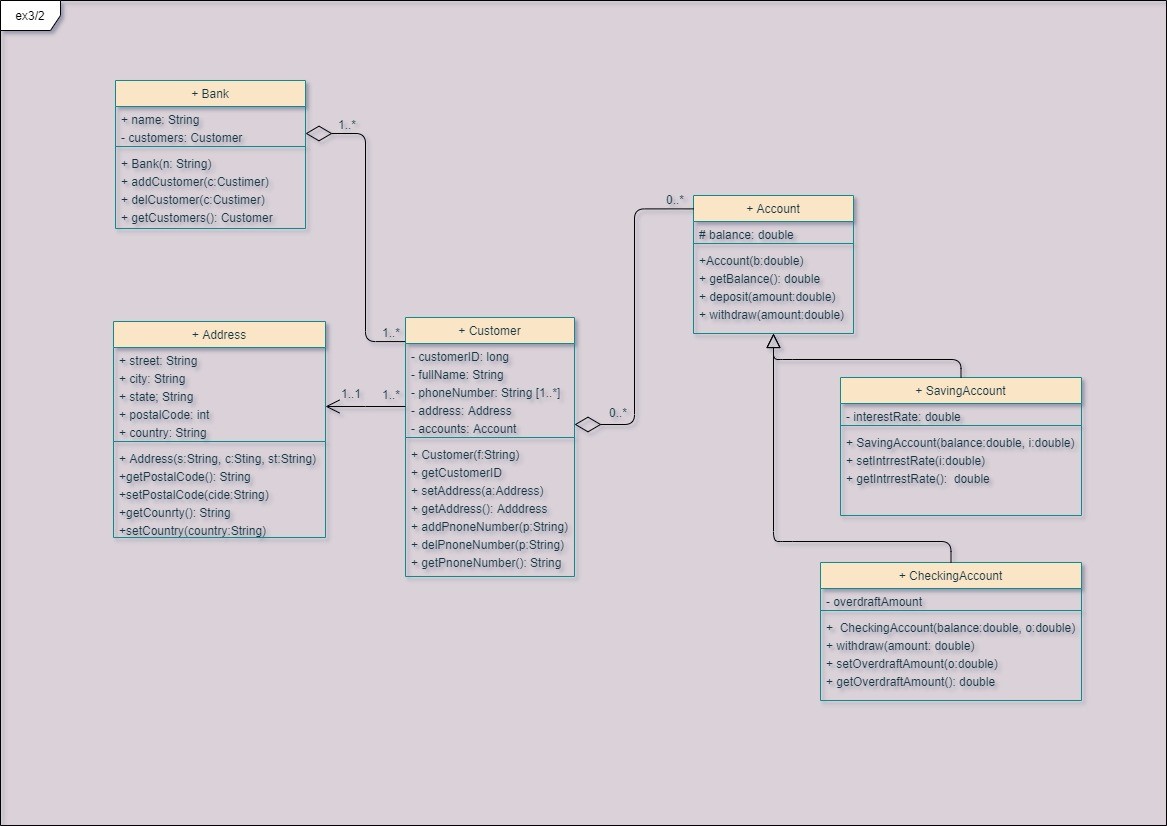 ex3/2
+ Bank
+ name: String
- customers: Customer
+ Bank(n: String)
+ addCustomer(c:Custimer)
+ delCustomer(c:Custimer)
+ getCustomers(): Customer
1..*
1..*
+ Address
+ street: String
+ city: String
+ state; String
+ postalCode: int
+ country: String
+ Address(s:String, c:Sting, st:String)
+getPostalCode(): String
+setPostalCode(cide:String)
+getCounrty(): String
+setCountry(country:String)
1..1
1..*
+ Customer
- customerID: long
- fullName: String
- phoneNumber: String [1..*]
- address: Address
- accounts: Account
+ Customer(f:String)
+ getCustomerID
+ setAddress(a:Address)
+ getAddress(): Adddress
+ addPnoneNumber(p:String)
+ delPnoneNumber(p:String)
+ getPnoneNumber(): String
0..*
0..*
+ Account
# balance: double
+Account(b:double)
+ getBalance(): double
+ deposit(amount:double)
+ withdraw(amount:double)
+ SavingAccount
- interestRate: double
+ SavingAccount(balance:double, i:double)
+ setIntrrestRate(i:double)
+ getIntrrestRate(): double
+ CheckingAccount
- overdraftAmount
+ CheckingAccount(balance:double, o:double)
+ withdraw(amount: double)
+ setOverdraftAmount(o:double)
+ getOverdraftAmount(): double